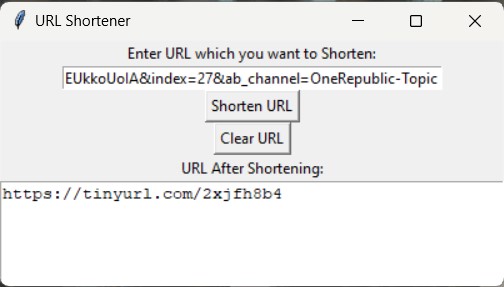 URL Shortener
Enter URL which you want to Shorten:
EUkkoUoIA&index=27&ab_channel=OneRepublic-Topic
Shorten URL
Clear URL
URL After Shortening:
https://tinyurl.com/2xjfh8b4